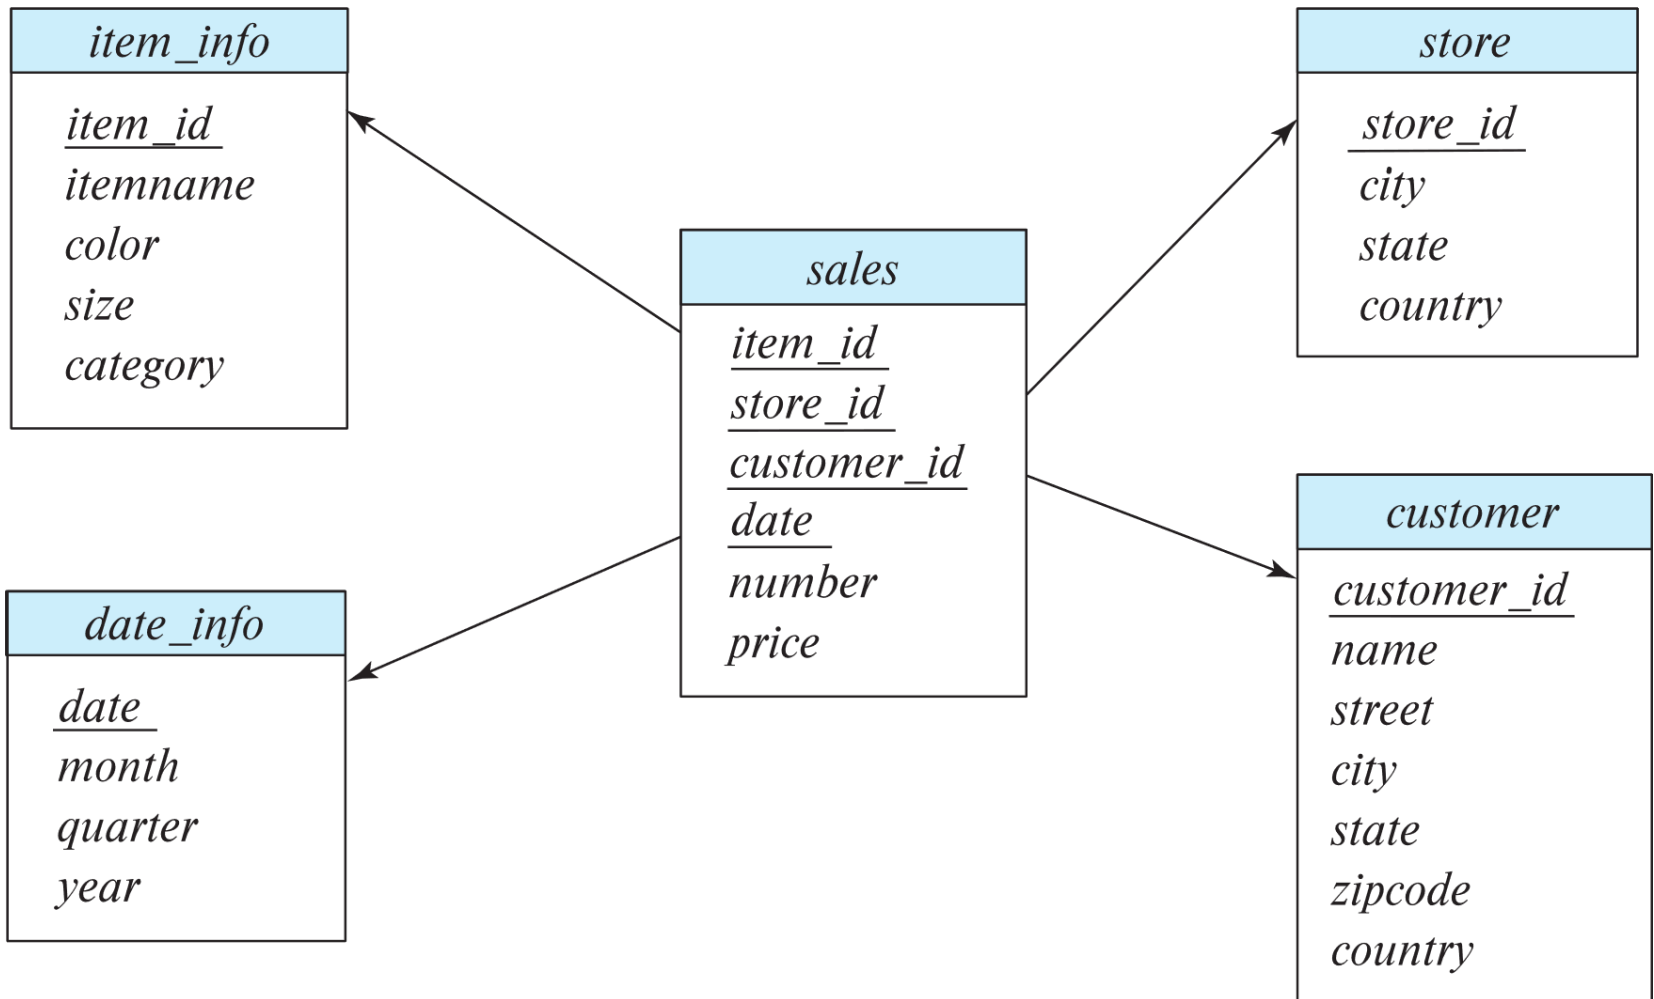 item_info
item_id
itemname
color
size
category
store
store_id
city
state
country
sales
item_id
store_id
customer_id
date
number
price
date_info
date
month
quarter
year
customer
customer_id
name
street
city
state
zipcode
country